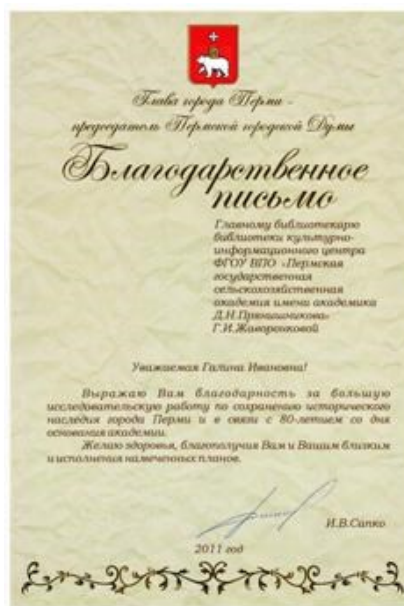 Глава города Перми -
председатель Пермской городской Думы
Благодарственное
письмо
Главному библиотекарю
библиотеки культурно-
информационного центра
ФГОУ ВПО «Пермская
государственная
сельскохозяйственная
академия имени академика
Д.Н.Прянишникова»
Г.И.Жаворонковой
Уважаемая Галина Ивановна!
Выражаю Вам благодарность за большую
исследовательскую работу по сохранению исторического
наследия города Перми и в связи с 80-летием со дня
основания академии.
Желаю здоровья, благополучия Вам и Вашим близким
и исполнения намеченных планов.
И.В.Сапко
2011 год